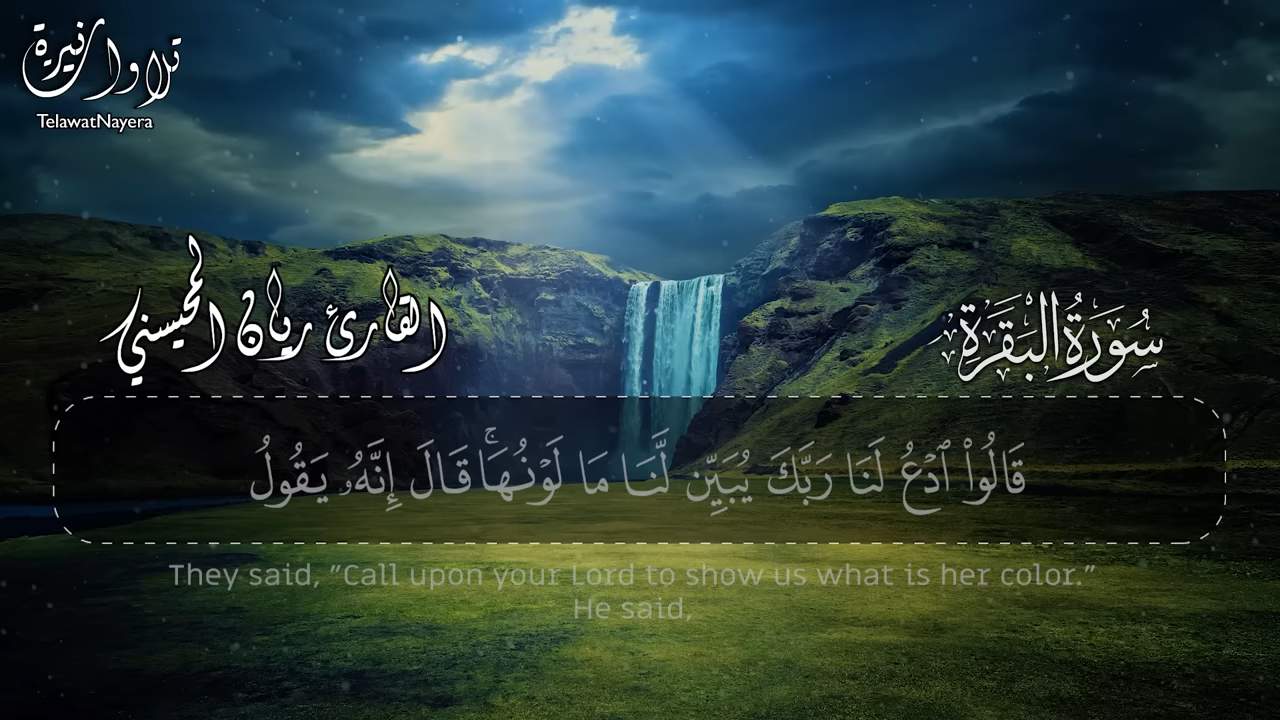 تلاوات نيرة
TelawatNayera
سُورَةُ البَقَرَة
القارئ ريان المحيسني
قَالُوا۟ ٱدْعُ لَنَا رَبَّكَ يُبَيِّن لَّنَا مَا لَوْنُهَا ۚ قَالَ إِنَّهُۥ يَقُولُ
They said, "Call upon your Lord to show us what is her color."
He said,